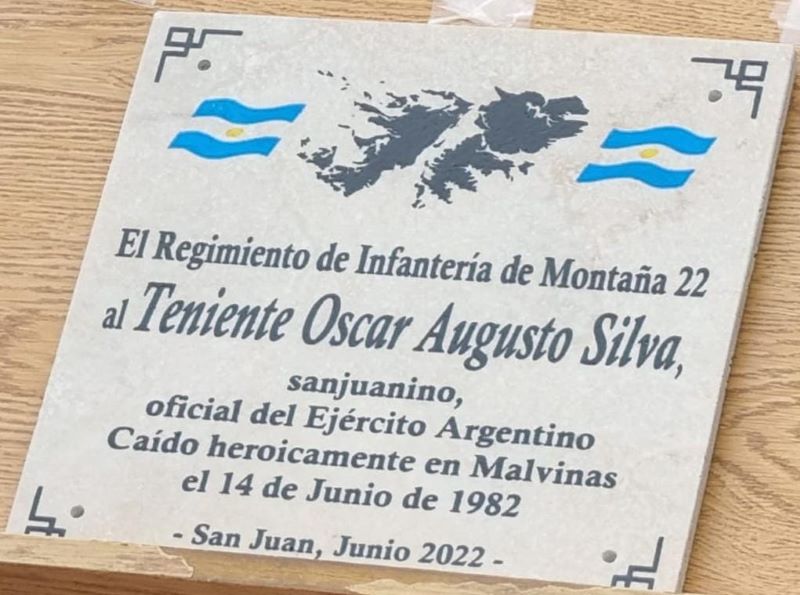 El Regimiento de Infantería de Montaña 22
al Teniente Oscar Augusto Silva,
sanjuanino,
oficial del Ejército Argentino
Caído heroicamente en Malvinas
el 14 de Junio de 1982
- San Juan, Junio 2022 -